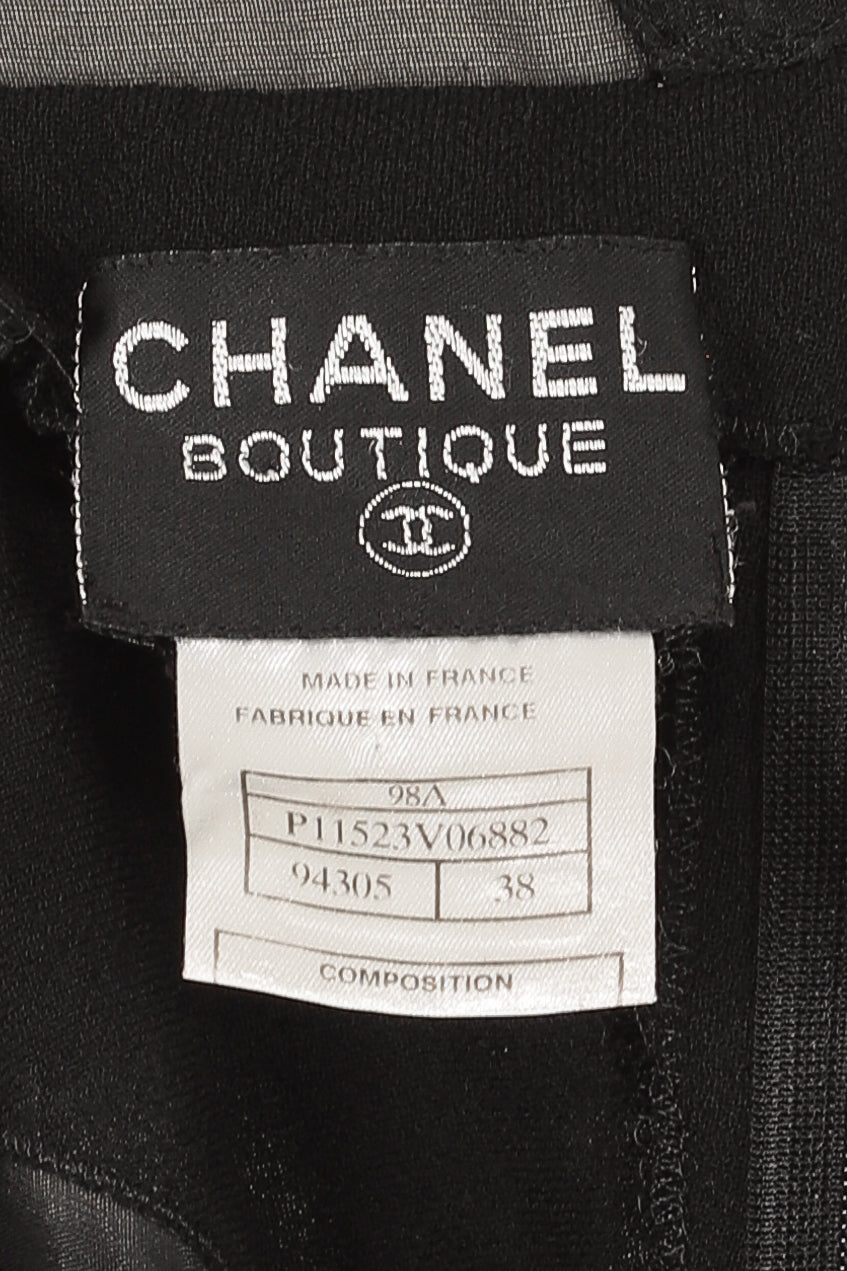 CHANEL
BOUTIQUE
MADE IN FRANCE
FABRIQUE EN FRANCE
98A
P11523V06882
94305 38
COMPOSITION